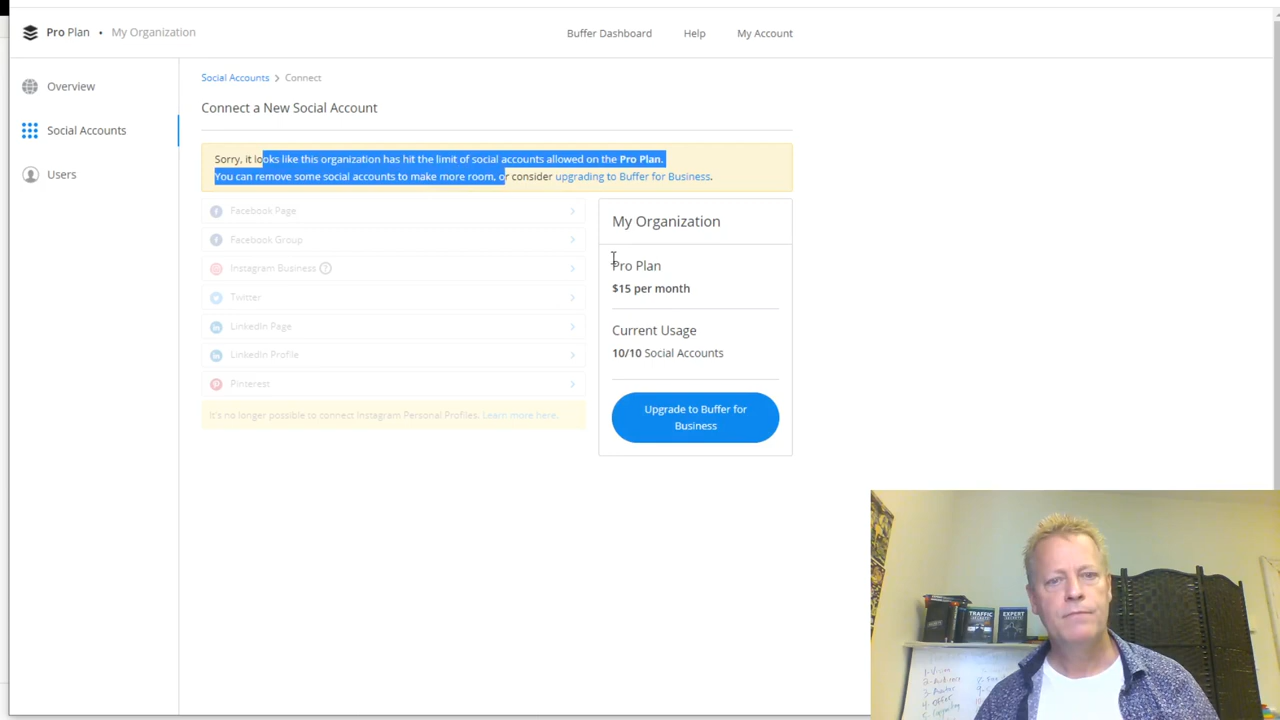 Pro Plan • My Organization
Buffer Dashboard Help My Account
Overview
Social Accounts
Users
Social Accounts > Connect
Connect a New Social Account
Sorry, it looks like this organization has hit the limit of social accounts allowed on the Pro Plan.
You can remove some social accounts to make more room, or consider upgrading to Buffer for Business.
Facebook Page
Facebook Group
Instagram Business ?
Twitter
LinkedIn Page
LinkedIn Profile
Pinterest
It's no longer possible to connect Instagram Personal Profiles. Learn more here.
My Organization
Pro Plan
$15 per month
Current Usage
10/10 Social Accounts
Upgrade to Buffer for
Business
TRAFFIC
EXPERT